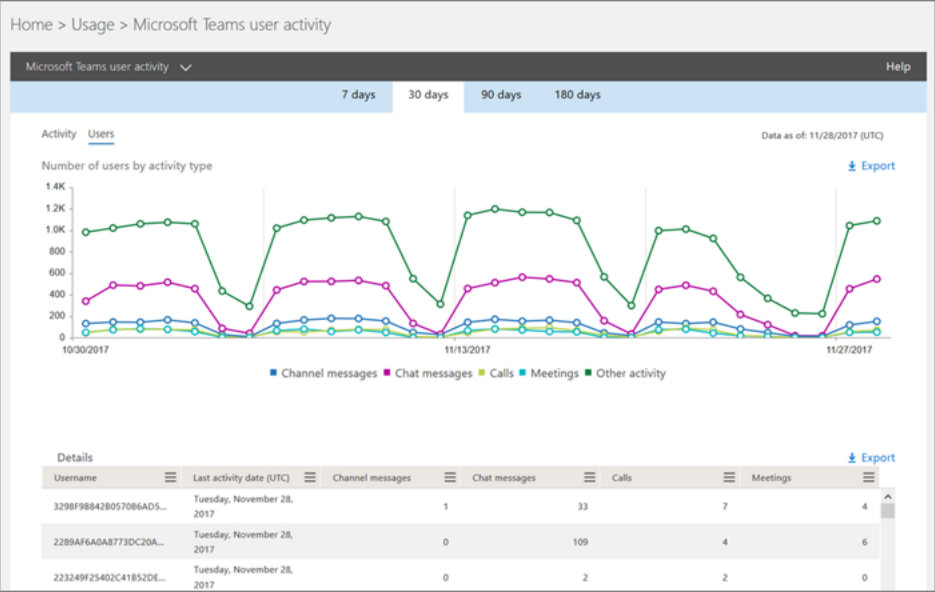 Home > Usage > Microsoft Teams user activity
Microsoft Teams user activity
Help
7 days 30 days 90 days 180 days
Activity Users
Data as of: 11/28/2017 (UTC)
Number of users by activity type
Export
1.4K
1.2K
1.0K
800
600
400
200
0
10/30/2017 11/13/2017 11/27/2017
Channel messages Chat messages Calls Meetings Other activity
Details
Export
Username Last activity date (UTC) Channel messages Chat messages Calls Meetings
3298F9B842B0570B6AD5... Tuesday, November 28, 2017 1 33 7 4
2289AF6A0A8773DC20A... Tuesday, November 28, 2017 0 109 4 6
223249F25402C41B52DE... Tuesday, November 28, 2017 0 2 2 0